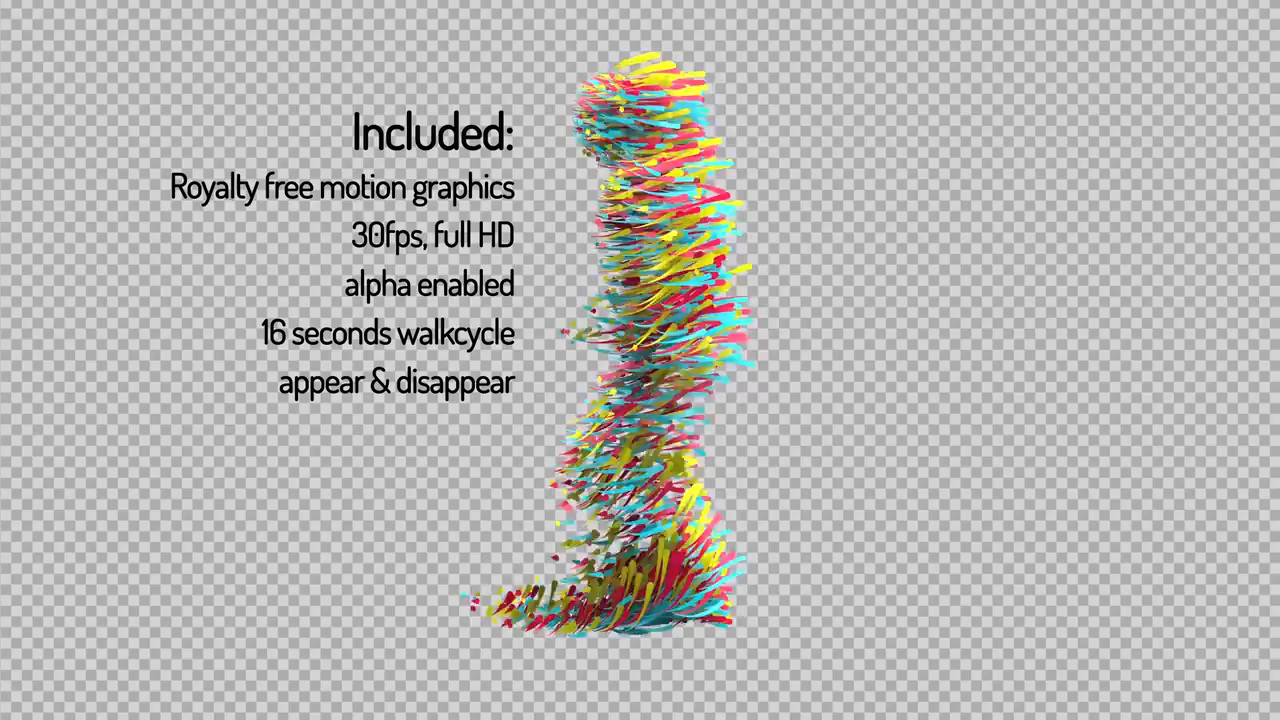 Included:
Royalty free motion graphics
30fps, full HD
alpha enabled
16 seconds walkcycle
appear & disappear